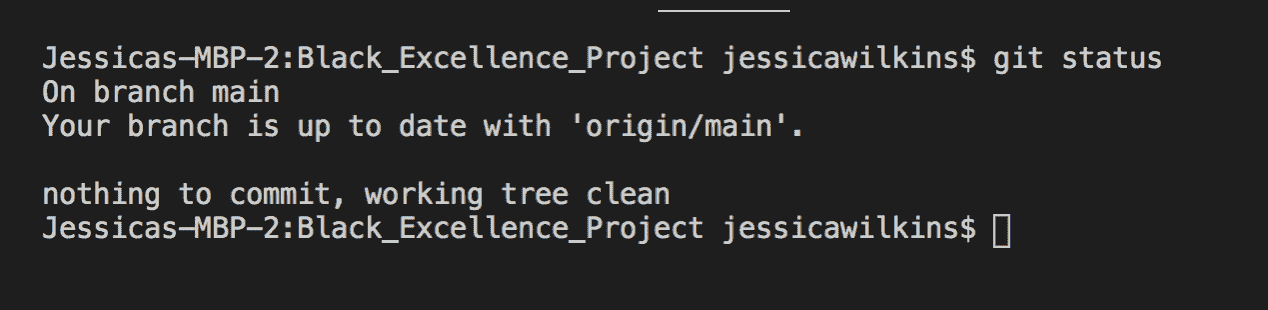 Jessicas-MBP-2:Black_Excellence_Project jessicawilkins$ git status
On branch main
Your branch is up to date with 'origin/main'.
nothing to commit, working tree clean
Jessicas-MBP-2:Black_Excellence_Project jessicawilkins$